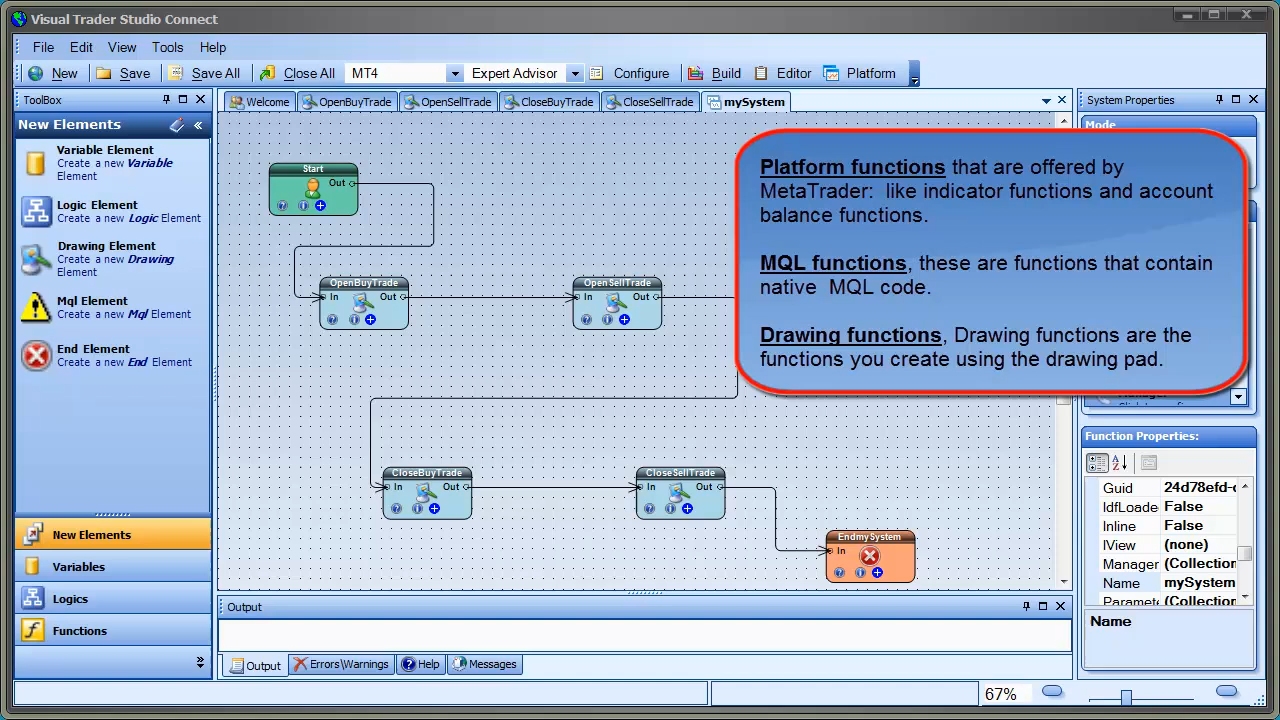 Visual Trader Studio Connect
File Edit View Tools Help
New Save Save All Close All MT4 Expert Advisor Configure Build Editor Platform
ToolBox
Welcome OpenBuyTrade OpenSellTrade CloseBuyTrade CloseSellTrade mySystem
System Properties
New Elements
Mode
Variable Element
Create a new Variable
Element
Logic Element
Create a new Logic Element
Drawing Element
Create a new Drawing
Element
Mql Element
Create a new Mql Element
End Element
Create a new End Element
New Elements
Variables
Logics
Functions
Start
Out
OpenBuyTrade
In Out
OpenSellTrade
In Out
CloseBuyTrade
In Out
CloseSellTrade
In Out
EndmySystem
In
Platform functions that are offered by
MetaTrader: like indicator functions and account
balance functions.
MQL functions, these are functions that contain
native MQL code.
Drawing functions, Drawing functions are the
functions you create using the drawing pad.
Function Properties:
Guid 24d78efd-c
IdfLoade False
Inline False
IView (none)
Manager (Collection
Name mySystem
Paramete (Collection
Name
Output
Output Errors\Warnings Help Messages
67%